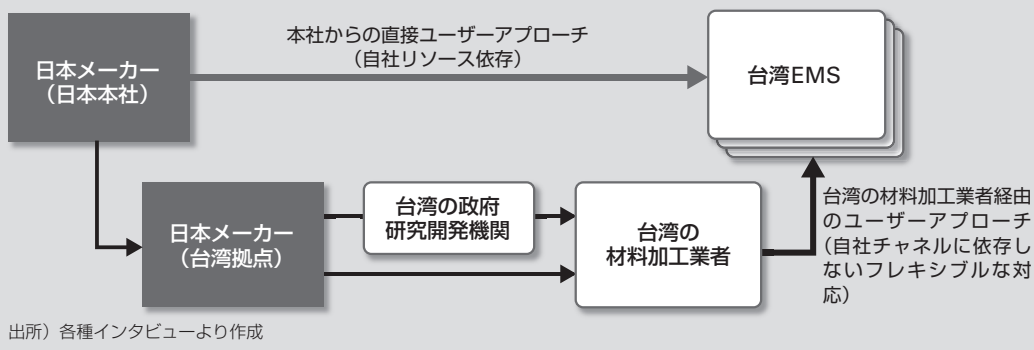 本社からの直接ユーザーアプローチ
（自社リソース依存）
日本メーカー
（日本本社）
台湾EMS
日本メーカー
（台湾拠点）
台湾の政府
研究開発機関
台湾の
材料加工業者
台湾の材料加工業者経由
のユーザーアプローチ
（自社チャネルに依存し
ないフレキシブルな対
応）
出所）各種インタビューより作成